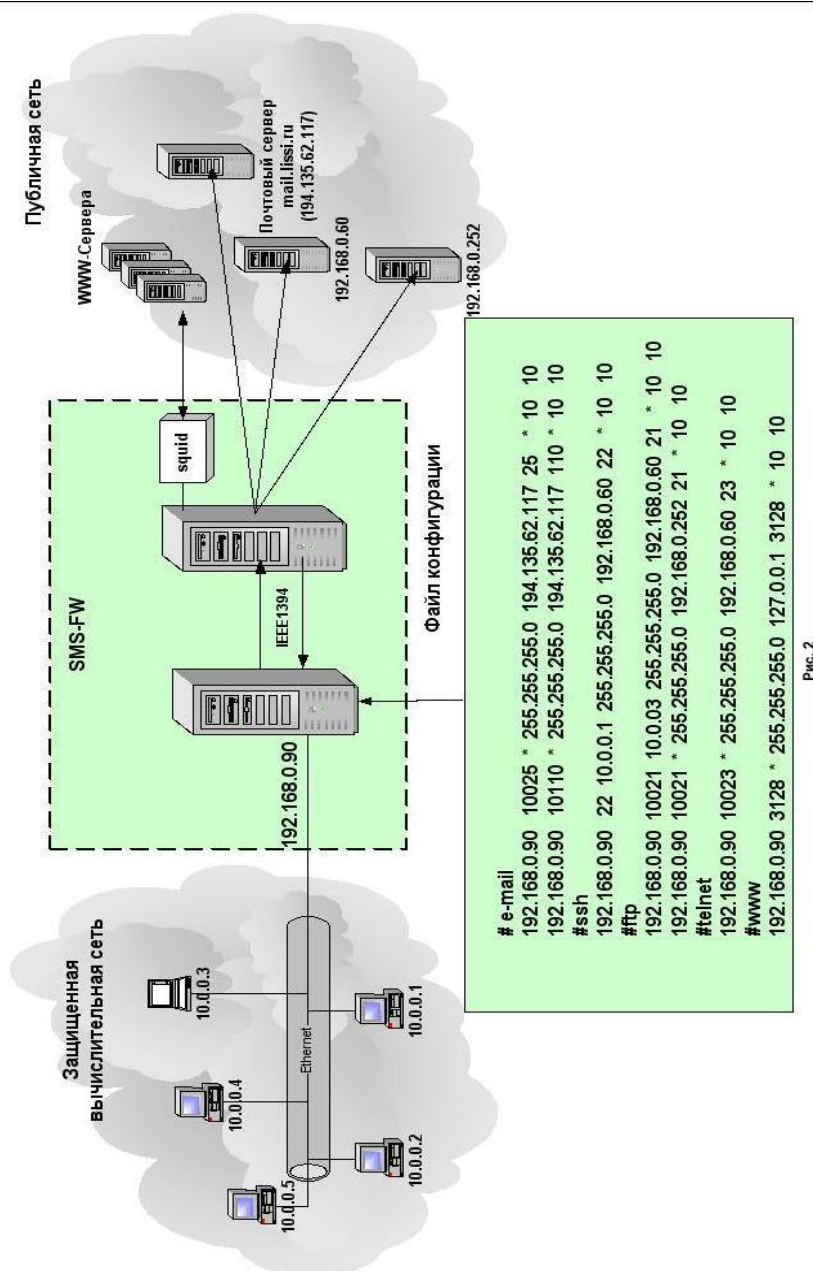 Защищенная
вычислительная сеть
10.0.0.5
10.0.0.4
10.0.0.3
Ethernet
10.0.0.2
10.0.0.1
SMS-FW
192.168.0.90
IEEE1394
squid
Публичная сеть
WWW-Сервера
Почтовый сервер
mail.lissi.ru
(194.135.62.117)
192.168.0.60
192.168.0.252
Файл конфигурации
# e-mail
192.168.0.90 10025 * 255.255.255.0 194.135.62.117 25 * 10 10
192.168.0.90 10110 * 255.255.255.0 194.135.62.117 110 * 10 10
#ssh
192.168.0.90 22 10.0.0.1 255.255.255.0 192.168.0.60 22 * 10 10
#ftp
192.168.0.90 10021 10.0.03 255.255.255.0 192.168.0.60 21 * 10 10
192.168.0.90 10021 * 255.255.255.0 192.168.0.252 21 * 10 10
#telnet
192.168.0.90 10023 * 255.255.255.0 192.168.0.60 23 * 10 10
#www
192.168.0.90 3128 * 255.255.255.0 127.0.0.1 3128 * 10 10
Рис. 2